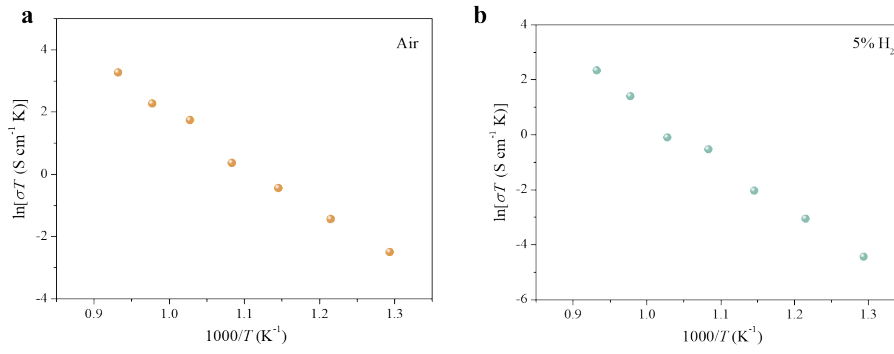 a
Air
ln[σT (S cm⁻¹ K)]
4
2
0
-2
-4
0.9 1.0 1.1 1.2 1.3
1000/T (K⁻¹)
b
5% H₂
ln[σT (S cm⁻¹ K)]
4
2
0
-2
-4
-6
0.9 1.0 1.1 1.2 1.3
1000/T (K⁻¹)